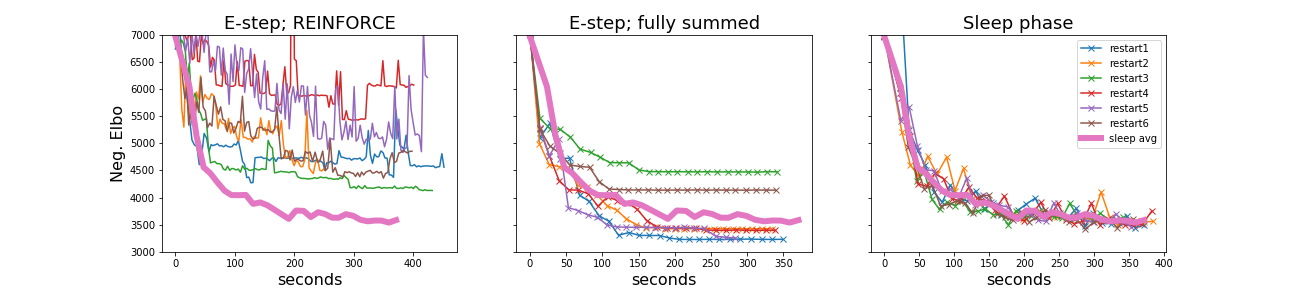 E-step; REINFORCE
Neg. Elbo
7000
6500
6000
5500
5000
4500
4000
3500
3000
0
100
200
300
400
seconds
E-step; fully summed
0
50
100
150
200
250
300
350
seconds
Sleep phase
restart1
restart2
restart3
restart4
restart5
restart6
sleep avg
0
50
100
150
200
250
300
350
400
seconds